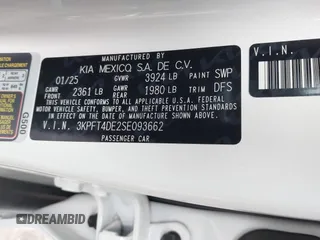 MANUFACTURED BY
KIA MEXICO S.A. DE C.V.
01/25 GVWR 3924 LB PAINT SWP
GAWR FRONT 2361 LB GAWR REAR 1980 LB TRIM DFS
THIS VEHICLE CONFORMS TO ALL APPLICABLE U.S.A. FEDERAL
MOTOR VEHICLE SAFETY, BUMPER, AND THEFT PREVENTION
STANDARDS IN EFFECT ON THE DATE OF MANUFACTURE SHOWN ABOVE.
V.I.N. 3KPFT4DE2SE093662
PASSENGER CAR
G500
V.I.N.
DREAMBID